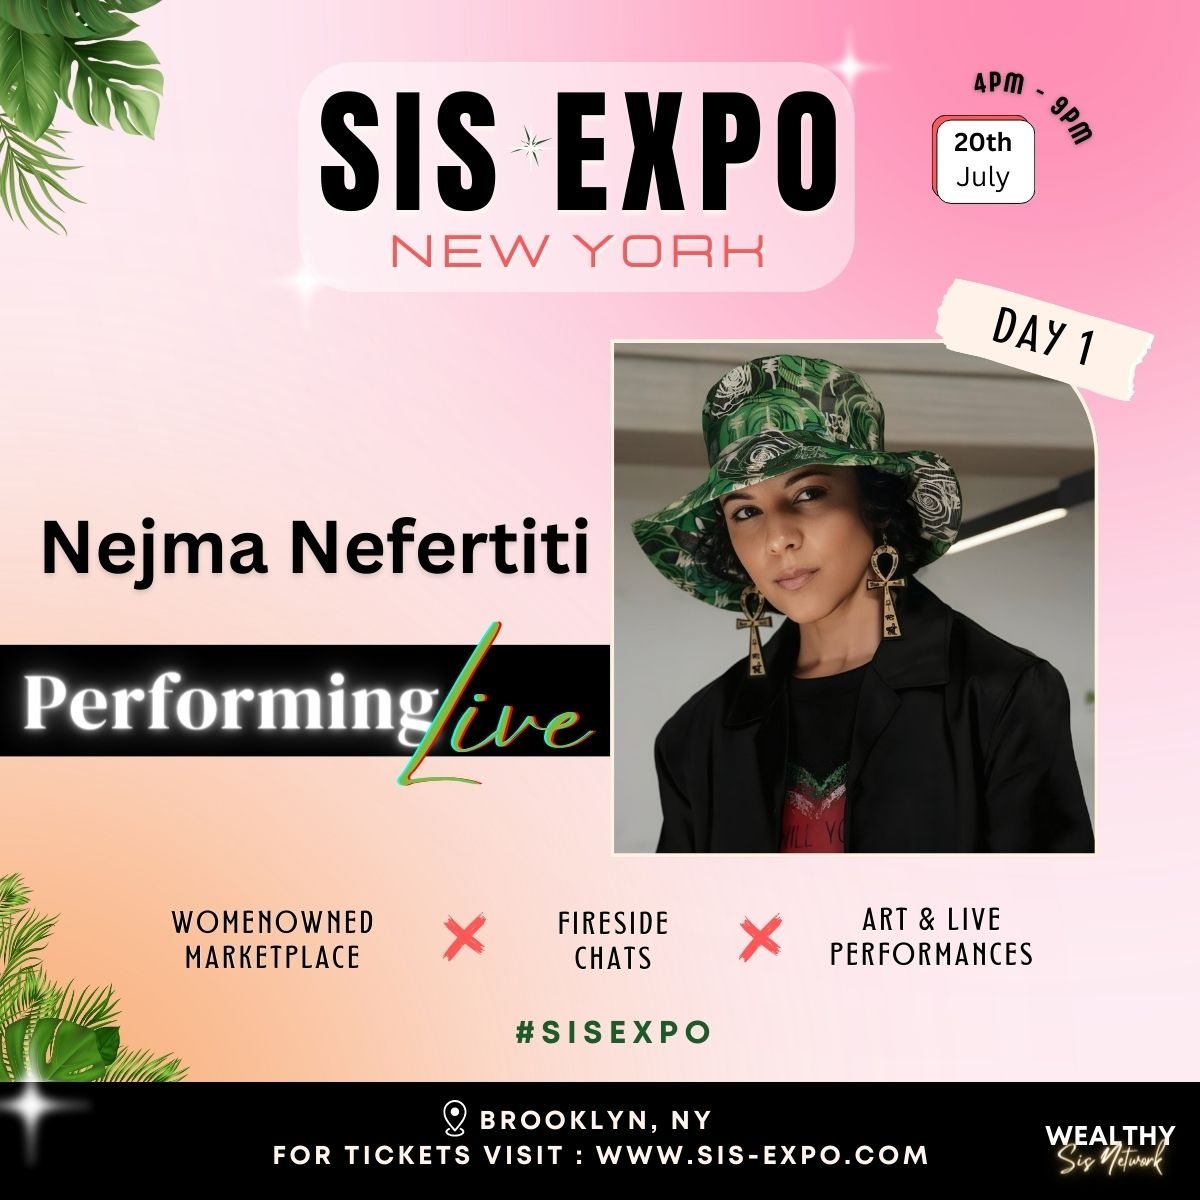 SIS EXPO
NEW YORK
4PM - 9PM
20th
July
DAY 1
Nejma Nefertiti
Performing Live
WOMENOWNED
MARKETPLACE
FIRESIDE
CHATS
ART & LIVE
PERFORMANCES
#SISEXPO
BROOKLYN, NY
FOR TICKETS VISIT : WWW.SIS-EXPO.COM
WEALTHY
Sis Network